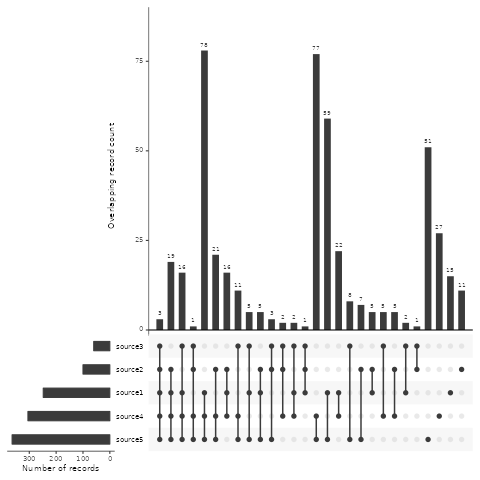 78
77
75
59
51
50
Overlapping record count
27
25
3 19 16 1 21 16 11 5 5 3 2 2 1 22 8 7 5 5 5 2 1 15 11
0
source3
source2
source1
source4
source5
300 200 100 0
Number of records